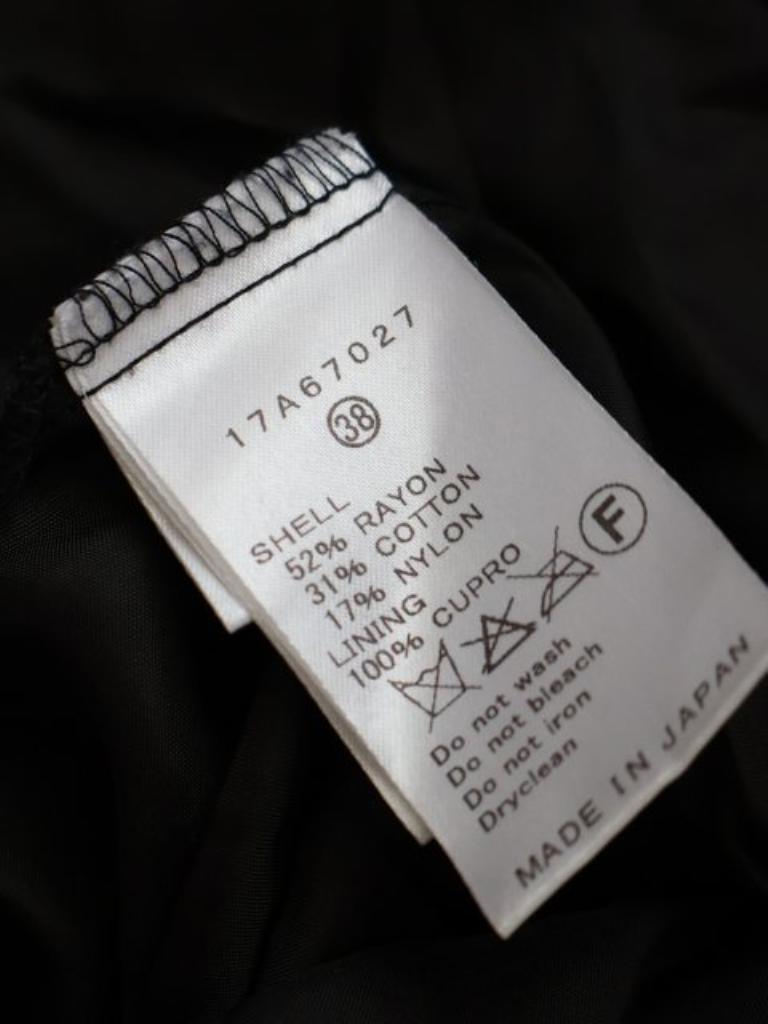 17A67027
38
SHELL
52% RAYON
31% COTTON
17% NYLON
LINING
100% CUPRO
F
Do not wash
Do not bleach
Do not iron
Dryclean
MADE IN JAPAN